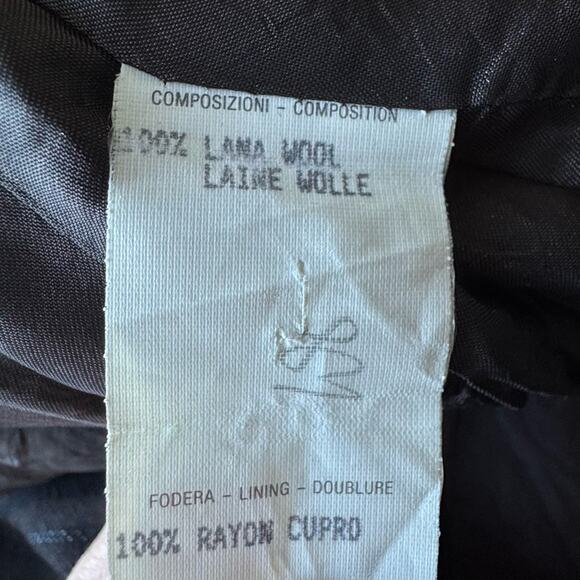 COMPOSIZIONI - COMPOSITION
100% LANA WOOL
LAINE WOLLE
FODERA - LINING - DOUBLURE
100% RAYON CUPRO